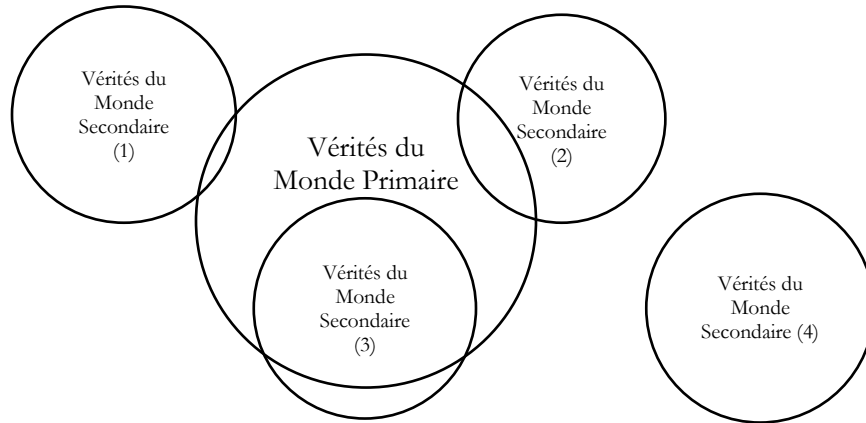 Vérités du
Monde
Secondaire
(1)
Vérités du
Monde Primaire
Vérités du
Monde
Secondaire
(2)
Vérités du
Monde
Secondaire
(3)
Vérités du
Monde
Secondaire (4)